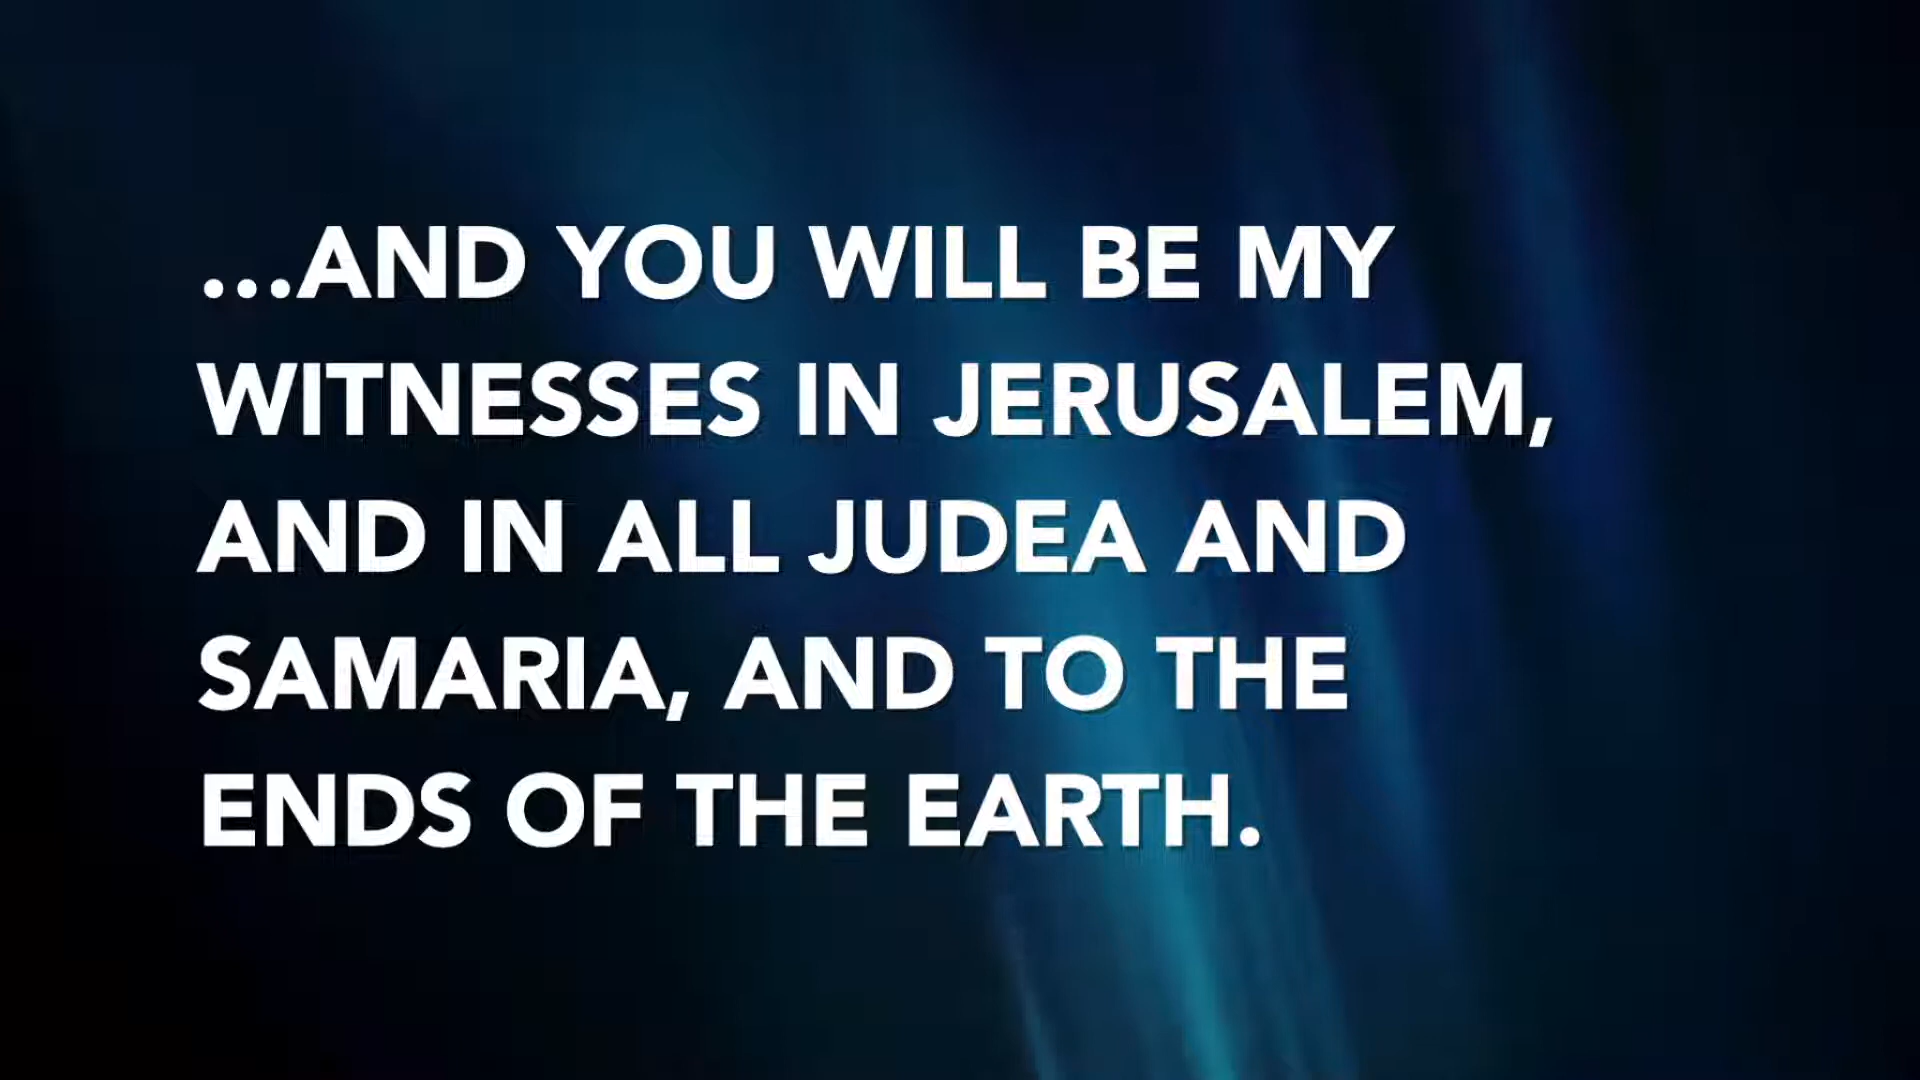 ...AND YOU WILL BE MY
WITNESSES IN JERUSALEM,
AND IN ALL JUDEA AND
SAMARIA, AND TO THE
ENDS OF THE EARTH.